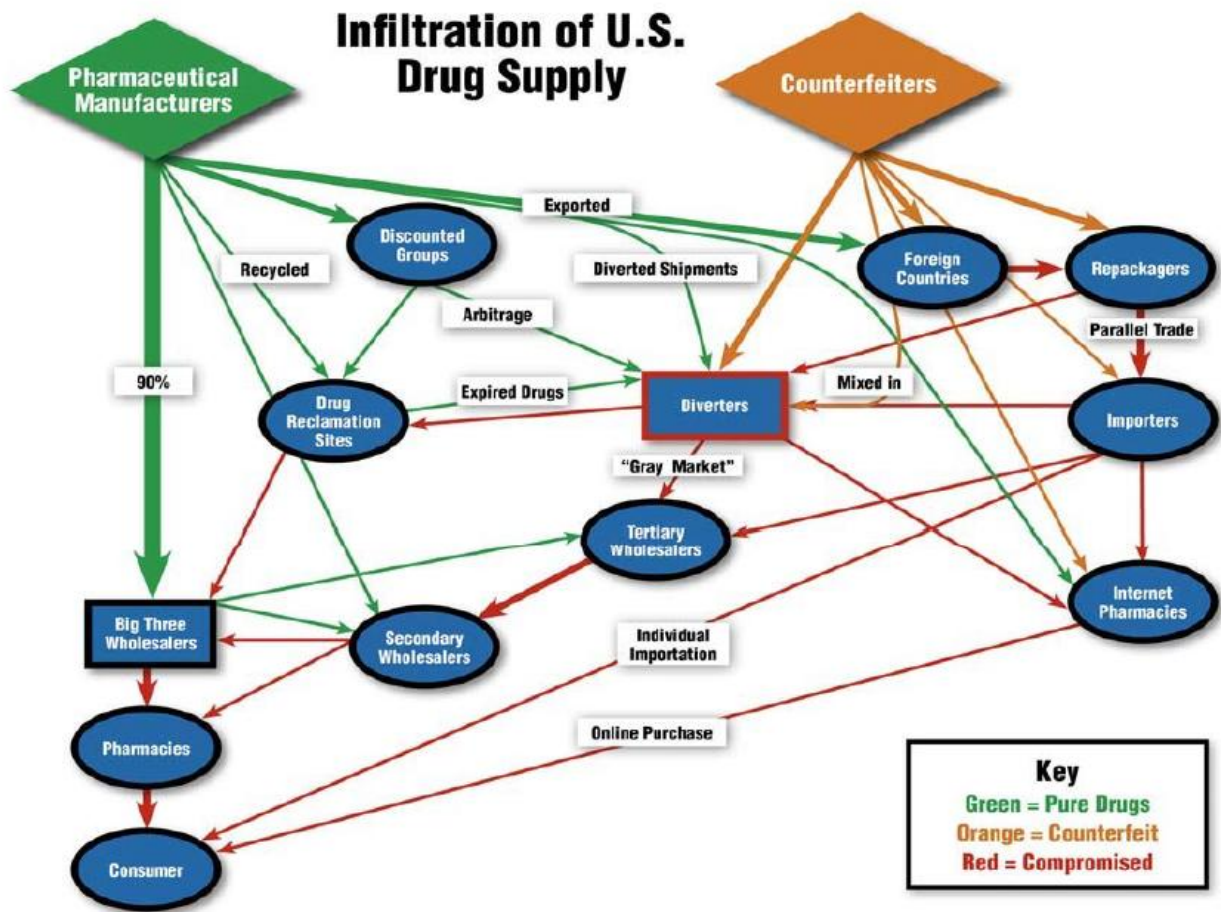 Infiltration of U.S.
Drug Supply
Pharmaceutical
Manufacturers
Counterfeiters
Exported
Discounted
Groups
Recycled
Diverted Shipments
Foreign
Countries
Repackagers
Arbitrage
Parallel Trade
90%
Expired Drugs
Mixed in
Drug
Reclamation
Sites
Diverters
Importers
“Gray Market”
Tertiary
Wholesalers
Internet
Pharmacies
Big Three
Wholesalers
Secondary
Wholesalers
Individual
Importation
Pharmacies
Online Purchase
Consumer
Key
Green = Pure Drugs
Orange = Counterfeit
Red = Compromised